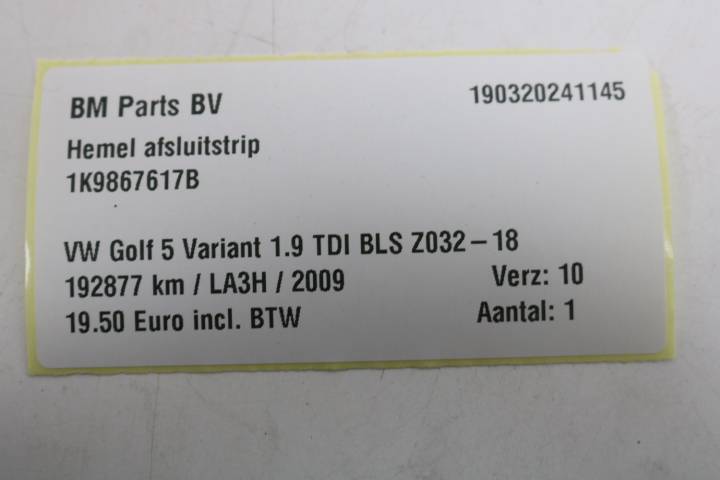 BM Parts BV 190320241145
Hemel afsluitstrip
1K9867617B
VW Golf 5 Variant 1.9 TDI BLS Z032-18
192877 km / LA3H / 2009 Verz: 10
19.50 Euro incl. BTW Aantal: 1